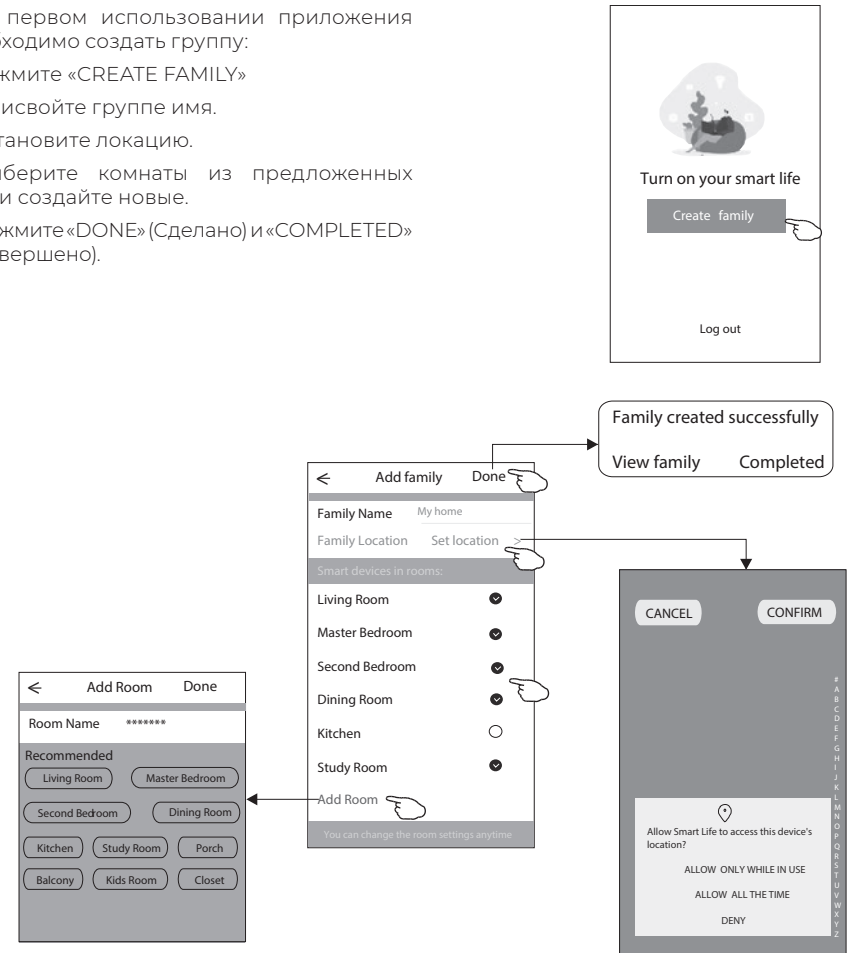 первом использовании приложения
бходимо создать группу:
жмите «CREATE FAMILY»
исвойте группе имя.
тановите локацию.
берите комнаты из предложенных
и создайте новые.
жмите «DONE» (Сделано) и «COMPLETED»
вершено).
Turn on your smart life
Create family
Log out
Family created successfully
View family Completed
Add family Done
Family Name My home
Family Location Set location >
Smart devices in rooms:
Living Room
Master Bedroom
Second Bedroom
Dining Room
Kitchen
Study Room
Add Room
You can change the room settings anytime
Add Room Done
Room Name *******
Recommended
Living Room Master Bedroom
Second Bedroom Dining Room
Kitchen Study Room Porch
Balcony Kids Room Closet
CANCEL CONFIRM
#
A
B
C
D
E
F
G
H
I
J
K
L
M
N
O
P
Q
R
S
T
U
V
W
X
Y
Z
Allow Smart Life to access this device's
location?
ALLOW ONLY WHILE IN USE
ALLOW ALL THE TIME
DENY